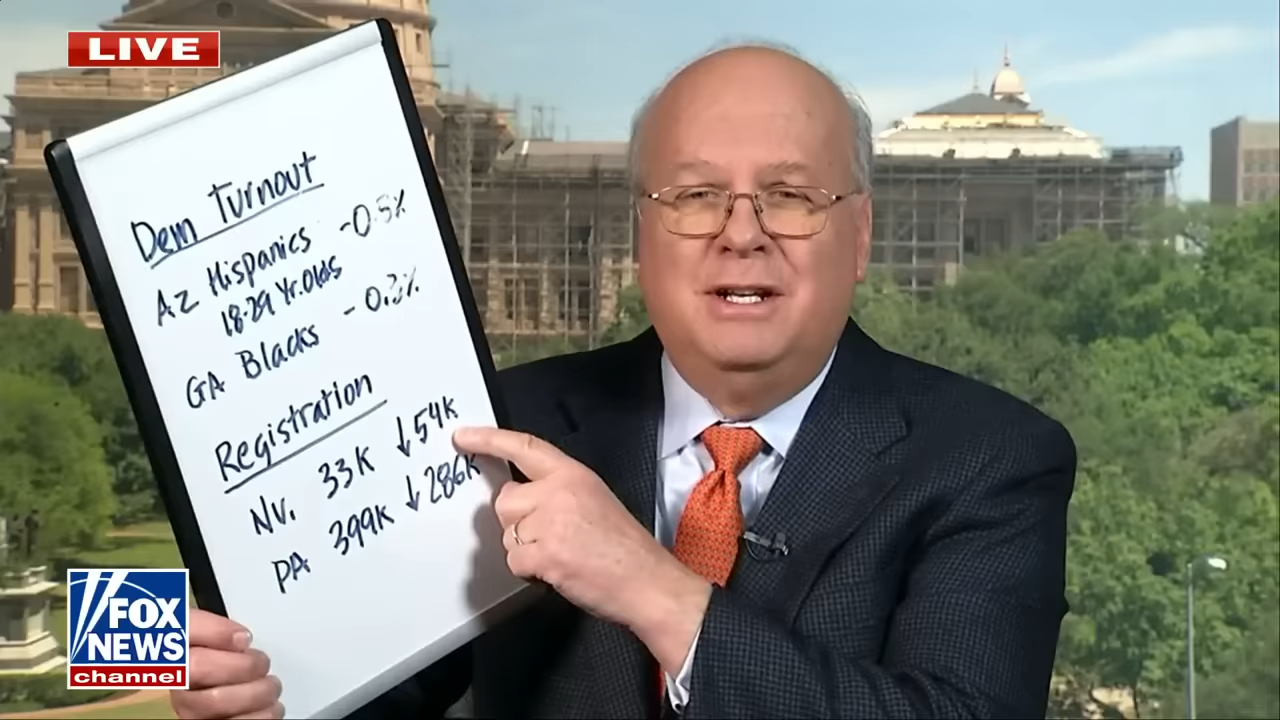 LIVE
Dem Turnout
AZ Hispanics -0.5%
18-29 Yr. Olds
GA Blacks - 0.3%
Registration
NV. 33K ↓54K
PA. 399K ↓286K
FOX
NEWS
channel